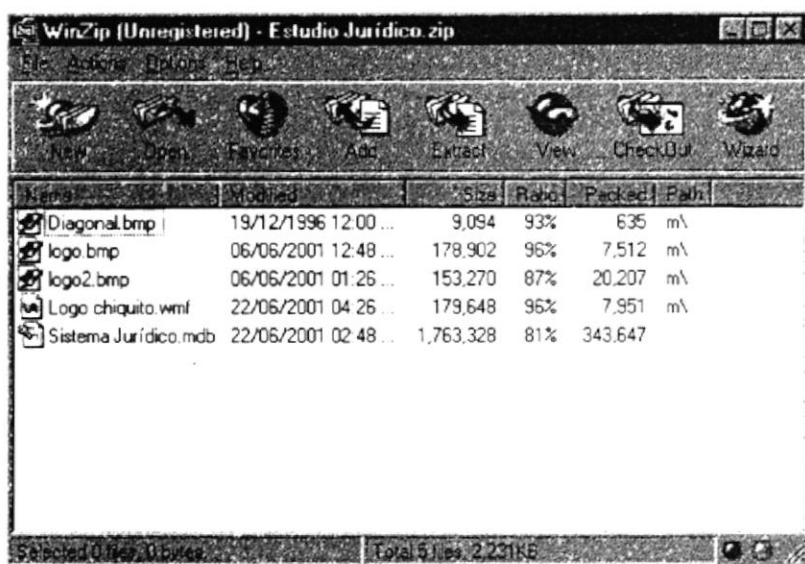 WinZip (Unregistered) - Estudio Jurídico.zip
File Actions Options Help
New Open Favorites Add Extract View CheckOut Wizard
Name Modified Size Ratio Packed Path
Diagonal.bmp 19/12/1996 12:00 ... 9,094 93% 635 m\
logo.bmp 06/06/2001 12:48 ... 178,902 96% 7,512 m\
logo2.bmp 06/06/2001 01:26 ... 153,270 87% 20,207 m\
Logo chiquito.wmf 22/06/2001 04:26 ... 179,648 96% 7,951 m\
Sistema Jurídico.mdb 22/06/2001 02:48 ... 1,763,328 81% 343,647
Selected 0 files, 0 bytes Total 5 files, 2,231KB